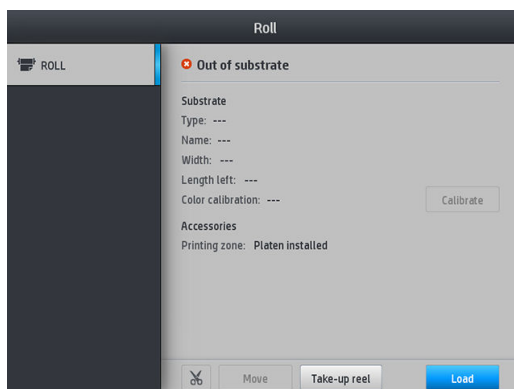 Roll
ROLL
Out of substrate
Substrate
Type: ---
Name: ---
Width: ---
Length left: ---
Color calibration: ---
Calibrate
Accessories
Printing zone: Platen installed
Move
Take-up reel
Load